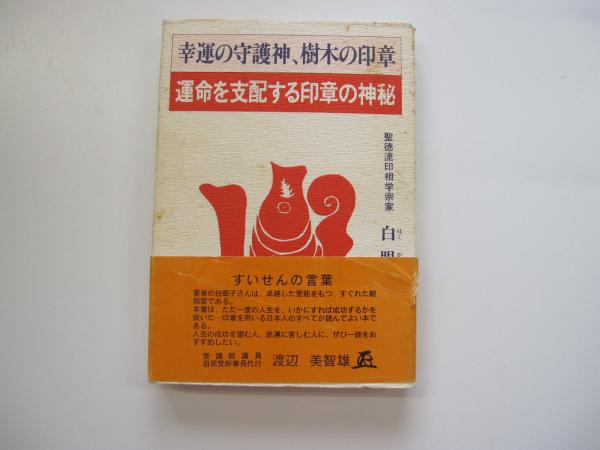 幸運の守護神、樹木の印章
運命を支配する印章の神秘
聖徳流印相学宗家
白眼
はく
すいせんの言葉
著者の白眼子さんは、卓越した霊能をもつ、すぐれた観
相家である。
本書は、ただ一度の人生を、いかにすれば成功するかを
説いた…印章を用いる日本人のすべてが読んでよい本で
ある。
人生の成功を望む人、悲運に苦しむ人に、ぜひ一読をお
すすめしたい。
衆議院議員
自民党幹事長代行
渡辺 美智雄